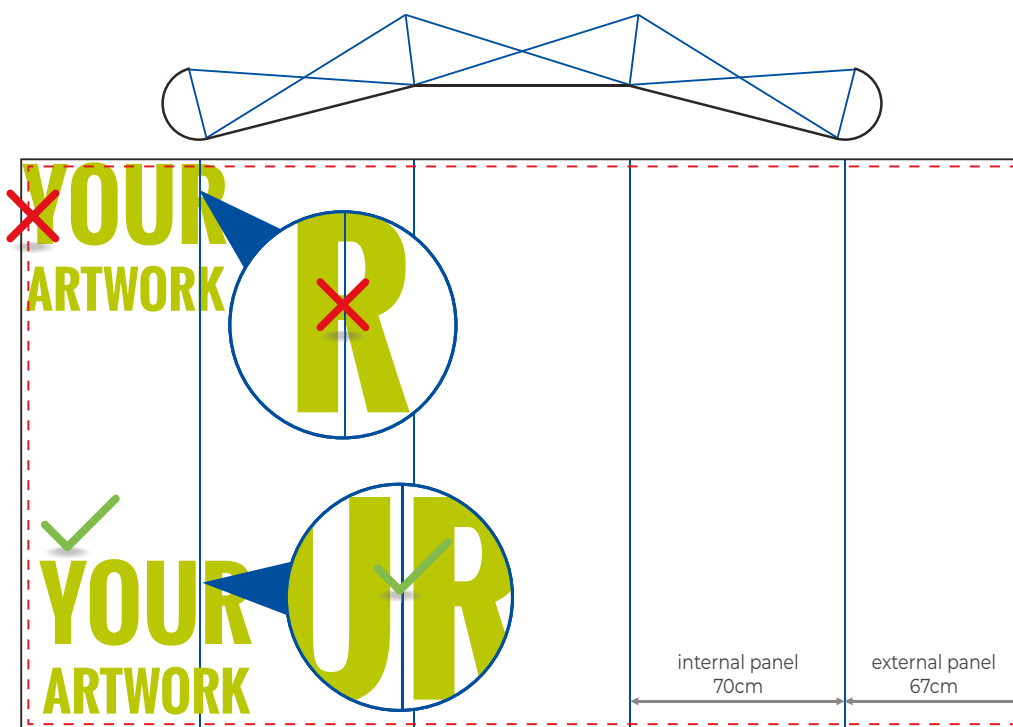 YOUR
ARTWORK
R
YOUR
ARTWORK
UR
internal panel
70cm
external panel
67cm